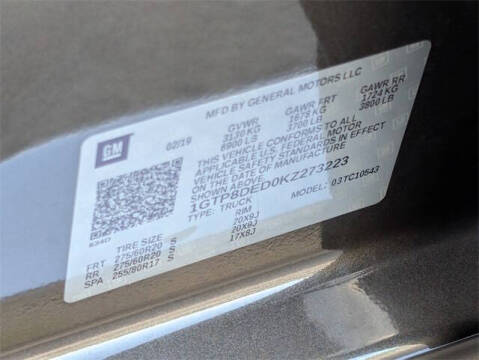 MFD BY GENERAL MOTORS LLC
GM
02/19
GVWR GAWR FRT GAWR RR
3130 KG 1678 KG 1724 KG
6900 LB 3700 LB 3800 LB
THIS VEHICLE CONFORMS TO ALL
APPLICABLE U.S. FEDERAL MOTOR
VEHICLE SAFETY STANDARDS IN EFFECT
SHOWN ABOVE.
ON THE DATE OF MANUFACTURE
1GTP8DED0KZ273223
TYPE: TRUCK MODEL: 03TC10543
TIRE SIZE RIM
FRT 275/60R20 S 20X9J
RR 275/60R20 S 20X9J
SPA 255/80R17 S 17X8J